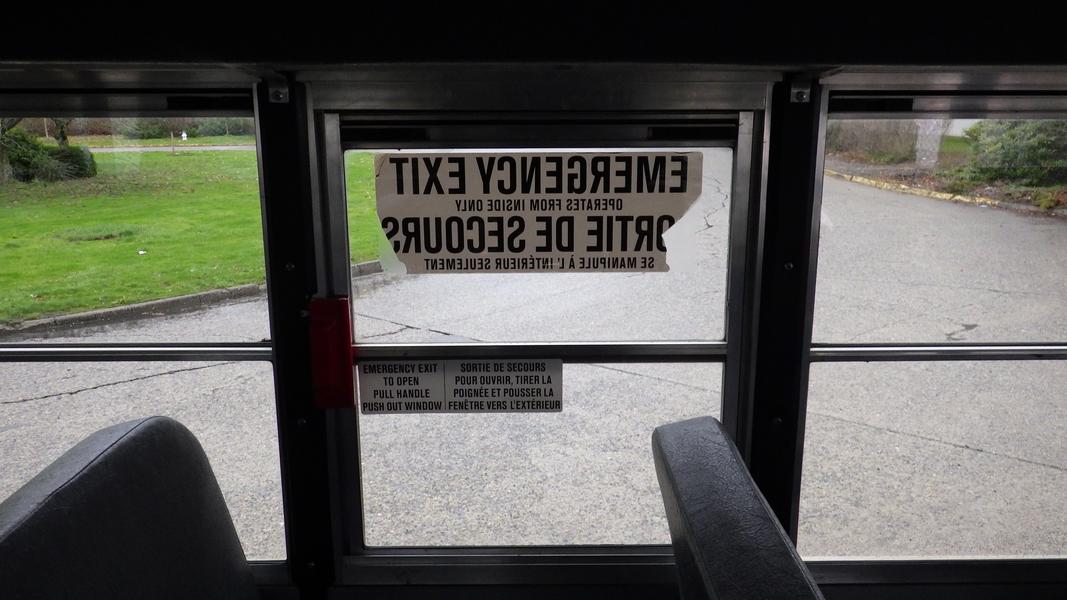 EMERGENCY EXIT
OPERATES FROM INSIDE ONLY
ORTIE DE SECOURS
SE MANIPULE À L'INTÉRIEUR SEULEMENT
EMERGENCY EXIT
TO OPEN
PULL HANDLE
PUSH OUT WINDOW
SORTIE DE SECOURS
POUR OUVRIR, TIRER LA
POIGNÉE ET POUSSER LA
FENÊTRE VERS L'EXTÉRIEUR